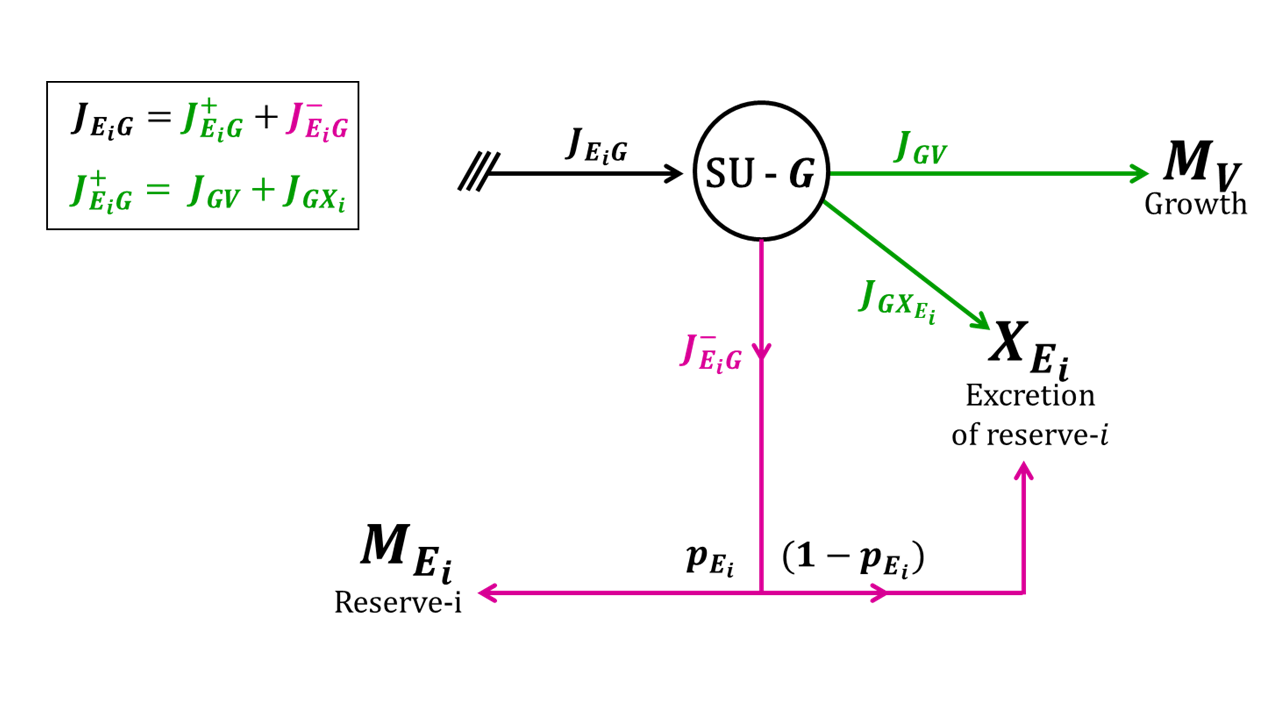 J_{E_iG} = J^+_{E_iG} + J^-_{E_iG}
J^+_{E_iG} = J_{GV} + J_{GX_i}
J_{E_iG}
SU - G
J_{GV}
M_V
Growth
J_{GX_{E_i}}
X_{E_i}
Excretion
of reserve-i
J^-_{E_iG}
M_{E_i}
Reserve-i
p_{E_i}
(1 − p_{E_i})